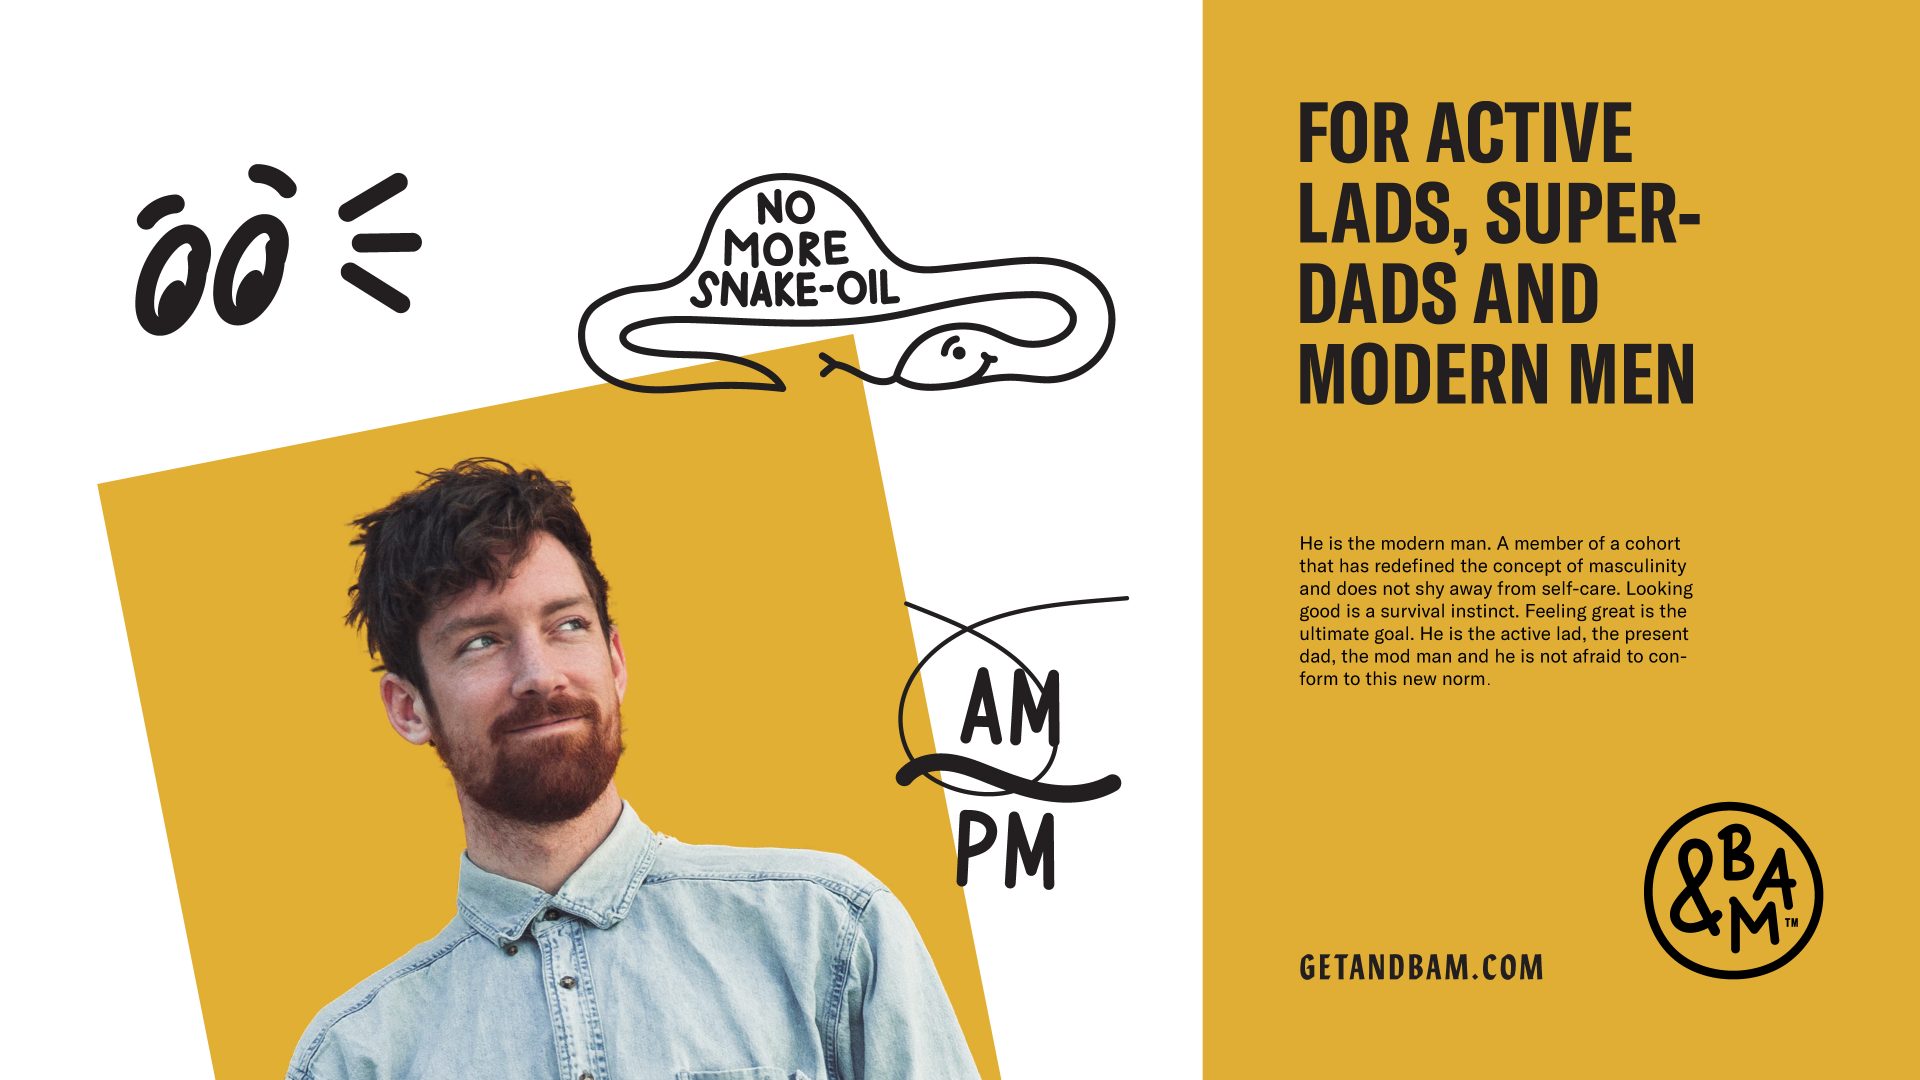 NO
MORE
SNAKE-OIL
AM
PM
FOR ACTIVE
LADS, SUPER-
DADS AND
MODERN MEN
He is the modern man. A member of a cohort
that has redefined the concept of masculinity
and does not shy away from self-care. Looking
good is a survival instinct. Feeling great is the
ultimate goal. He is the active lad, the present
dad, the mod man and he is not afraid to con-
form to this new norm.
GETANDBAM.COM
&BAM™